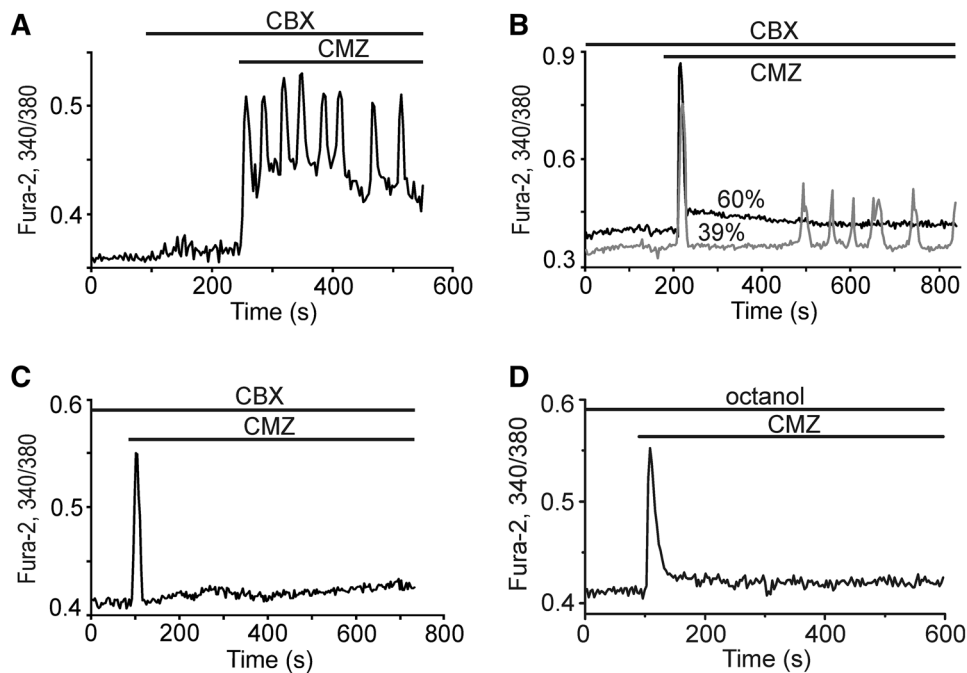 A
CBX
CMZ
Fura-2, 340/380
0.5
0.4
0 200 400 600
Time (s)
B
CBX
CMZ
Fura-2, 340/380
0.9
0.6
0.3
60%
39%
0 200 400 600 800
Time (s)
C
CBX
CMZ
Fura-2, 340/380
0.6
0.5
0.4
0 200 400 600 800
Time (s)
D
octanol
CMZ
Fura-2, 340/380
0.6
0.5
0.4
0 200 400 600
Time (s)